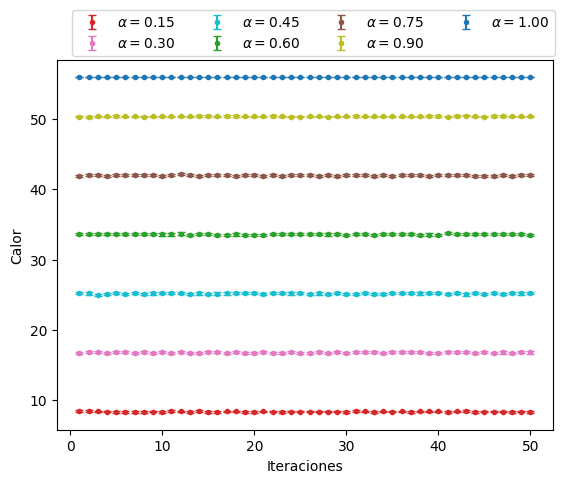 α = 0.15 α = 0.45 α = 0.75 α = 1.00
α = 0.30 α = 0.60 α = 0.90
50
40
30
20
10
Calor
0 10 20 30 40 50
Iteraciones